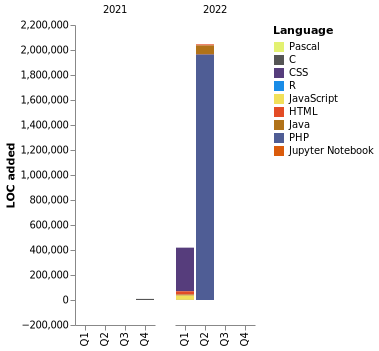 2021
2022
2,200,000
2,000,000
1,800,000
1,600,000
1,400,000
1,200,000
1,000,000
800,000
600,000
400,000
200,000
0
−200,000
LOC added
Q1
Q2
Q3
Q4
Q1
Q2
Q3
Q4
Language
Pascal
C
CSS
R
JavaScript
HTML
Java
PHP
Jupyter Notebook